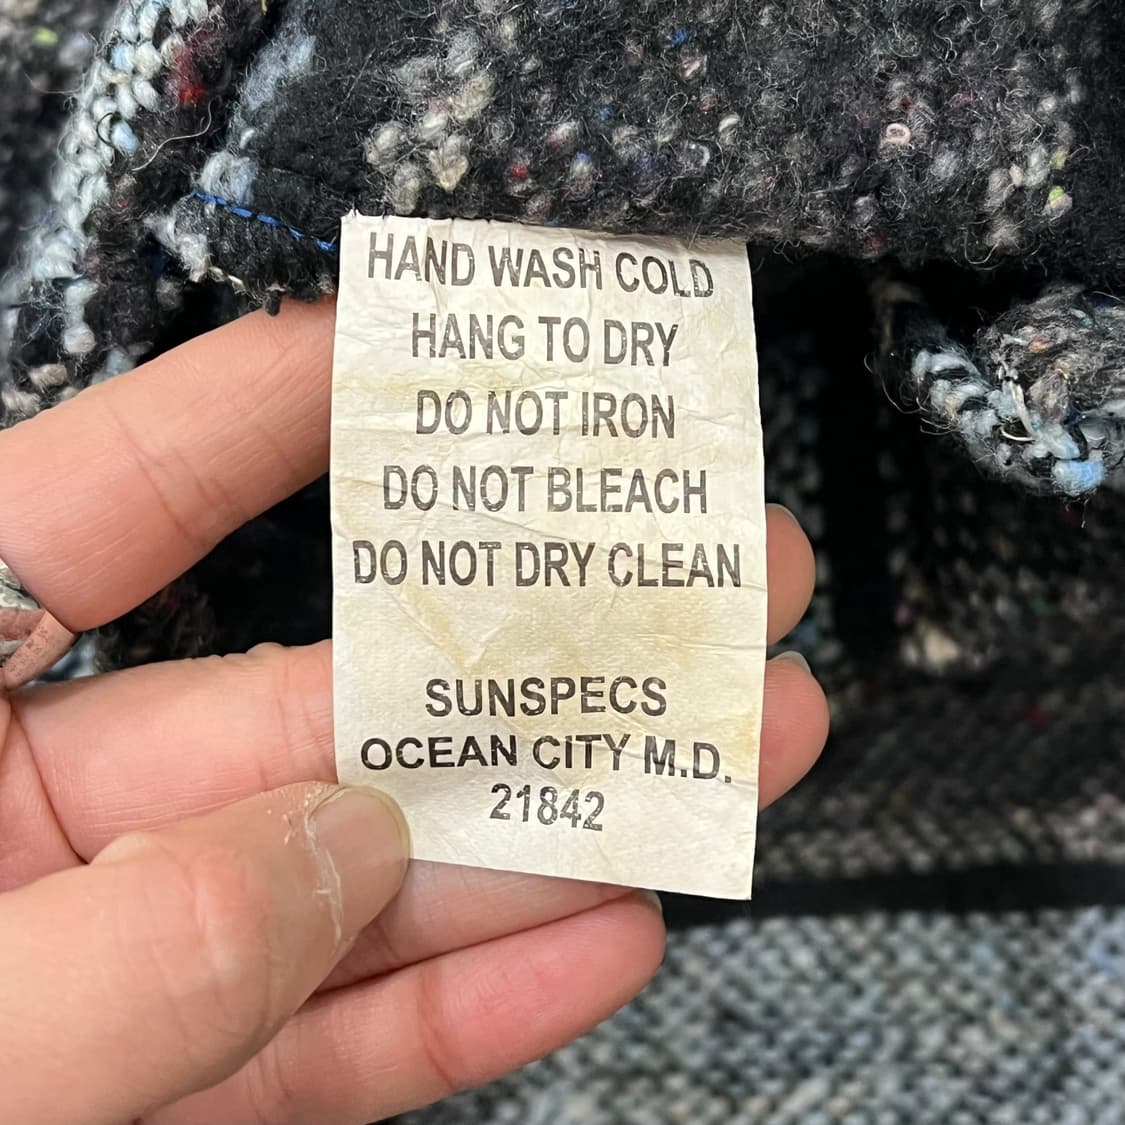 HAND WASH COLD
HANG TO DRY
DO NOT IRON
DO NOT BLEACH
DO NOT DRY CLEAN
SUNSPECS
OCEAN CITY M.D.
21842